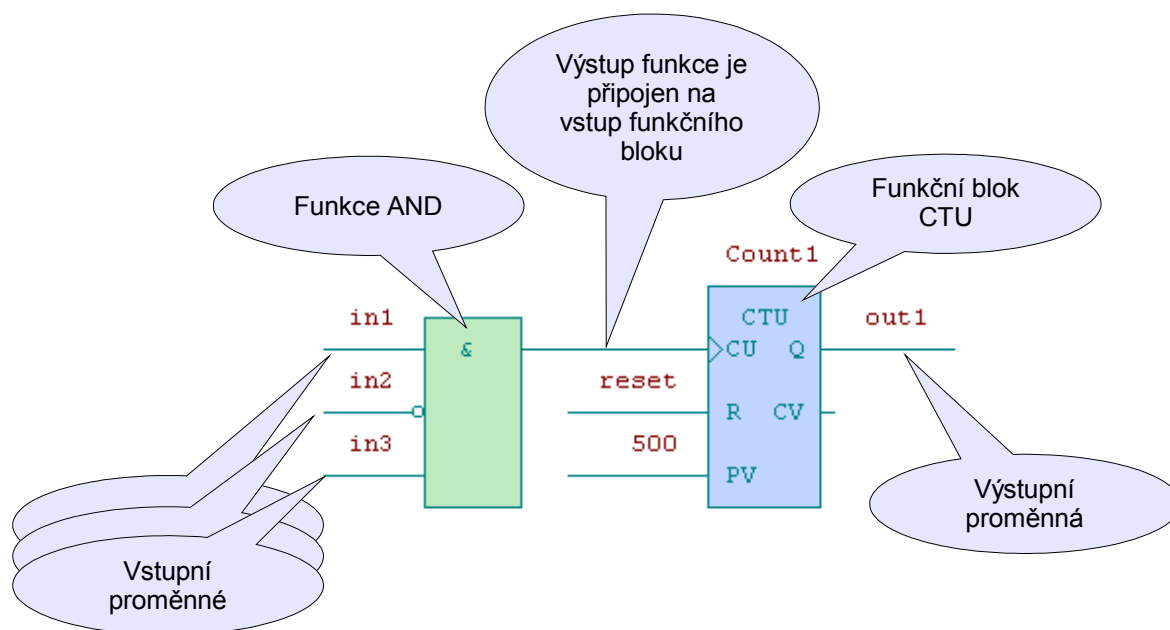 Výstup funkce je
připojen na
vstup funkčního
bloku
Funkce AND
Funkční blok
CTU
Count1
in1
&
in2
in3
reset
500
CTU
CU Q
R CV
PV
out1
Vstupní
proměnné
Výstupní
proměnná